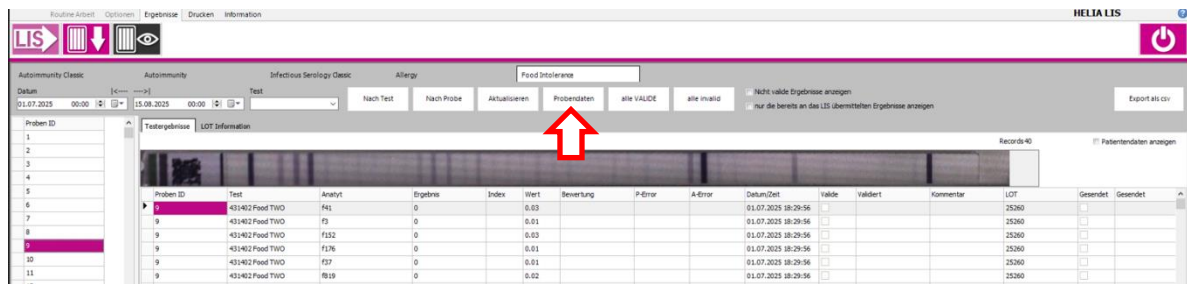 Routine Arbeit Optionen Ergebnisse Drucken Information HELIA LIS
LIS
Autoimmunity Classic Autoimmunity Infectious Serology Classic Allergy Food Intolerance
Datum |<---- ---->| Test
01.07.2025 00:00 15.08.2025 00:00 Nach Test Nach Probe Aktualisieren Probendaten alle VALIDE alle invalid Nicht valide Ergebnisse anzeigen Export als csv
nur die bereits an das LIS übermittelten Ergebnisse anzeigen
Proben ID Testergebnisse LOT Information
1
2 Records:40 Patientendaten anzeigen
3
4
5 Proben ID Test Analyt Ergebnis Index Wert Bewertung P-Error A-Error Datum/Zeit Valide Validiert Kommentar LOT Gesendet Gesendet
6 9 431402 Food TWO f41 0 0.03 01.07.2025 18:29:56 25260
7 9 431402 Food TWO f3 0 0.01 01.07.2025 18:29:56 25260
8 9 431402 Food TWO f152 0 0.03 01.07.2025 18:29:56 25260
9 9 431402 Food TWO f176 0 0.01 01.07.2025 18:29:56 25260
10 9 431402 Food TWO f37 0 0.01 01.07.2025 18:29:56 25260
11 9 431402 Food TWO f819 0 0.02 01.07.2025 18:29:56 25260